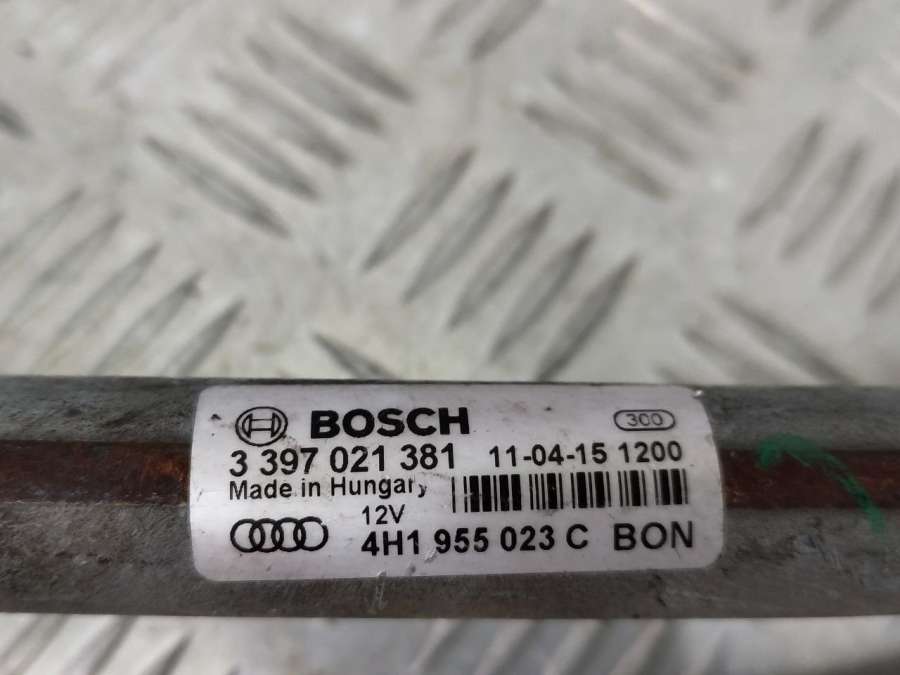 BOSCH 300
3 397 021 381 11-04-15 1200
Made in Hungary
12V
4H1 955 023 C BON